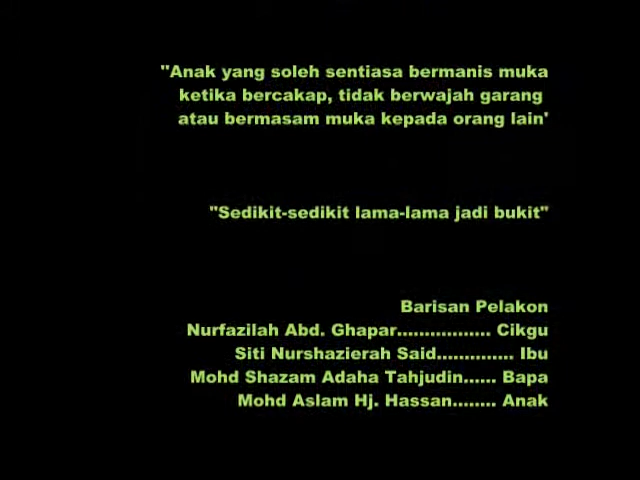 "Anak yang soleh sentiasa bermanis muka
ketika bercakap, tidak berwajah garang
atau bermasam muka kepada orang lain'
"Sedikit-sedikit lama-lama jadi bukit"
Barisan Pelakon
Nurfazilah Abd. Ghapar................. Cikgu
Siti Nurshazierah Said.............. Ibu
Mohd Shazam Adaha Tahjudin...... Bapa
Mohd Aslam Hj. Hassan........ Anak